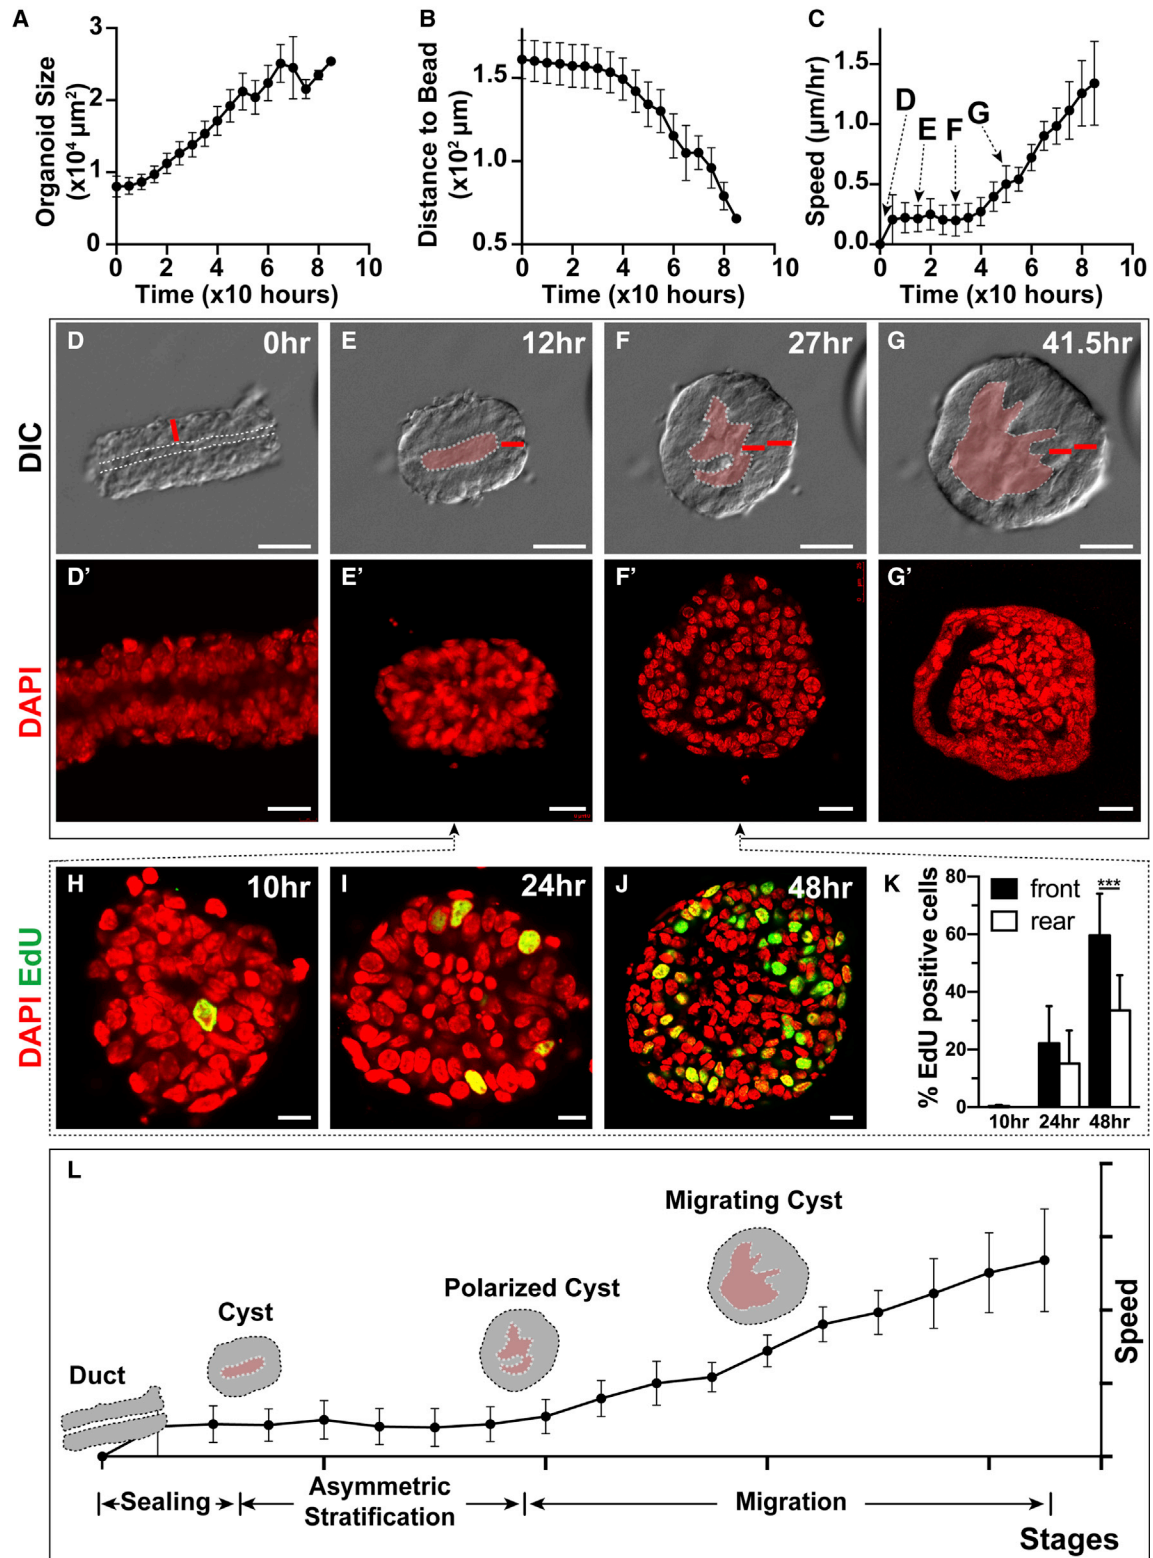 A
3
2
1
0
Organoid Size
(x10⁴ µm²)
0 2 4 6 8 10
Time (x10 hours)
B
1.5
1.0
0.5
Distance to Bead
(x10² µm)
0 2 4 6 8 10
Time (x10 hours)
C
1.5
1.0
0.5
0.0
Speed (µm/hr)
D
E
F
G
0 2 4 6 8 10
Time (x10 hours)
DIC
D 0hr
E 12hr
F 27hr
G 41.5hr
DAPI
D’
E’
F’
G’
DAPI EdU
H 10hr
I 24hr
J 48hr
K
% EdU positive cells
80
60
40
20
0
front
rear
***
10hr 24hr 48hr
L
Migrating Cyst
Polarized Cyst
Cyst
Duct
Speed
Sealing
Asymmetric
Stratification
Migration
Stages